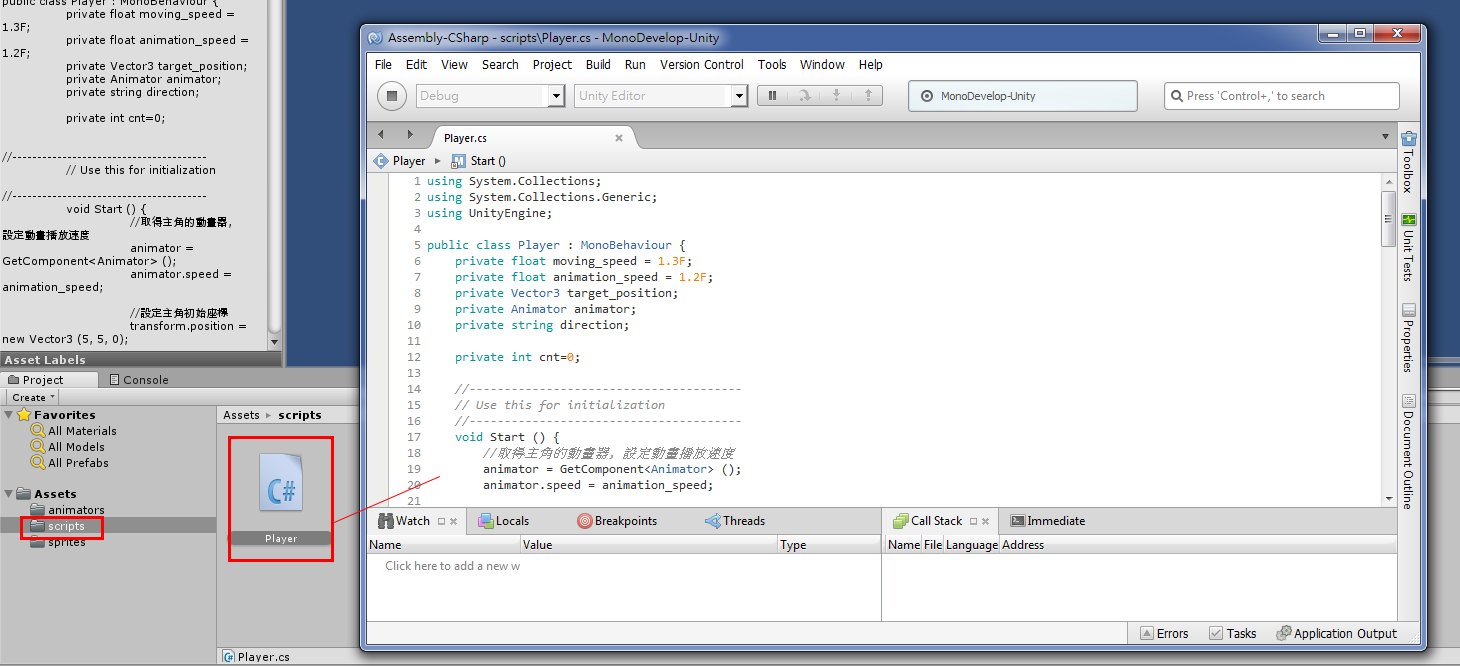 public class Player : MonoBehaviour {
private float moving_speed =
1.3F;
private float animation_speed =
1.2F;
private Vector3 target_position;
private Animator animator;
private string direction;
private int cnt=0;
//---------------------------------------
// Use this for initialization
//---------------------------------------
void Start () {
//取得主角的動畫器,
設定動畫播放速度
animator =
GetComponent<Animator> ();
animator.speed =
animation_speed;
//設定主角初始座標
transform.position =
new Vector3 (5, 5, 0);
Asset Labels
Project
Console
Create
Favorites
All Materials
All Models
All Prefabs
Assets
animators
scripts
sprites
Assets ▸ scripts
C#
Player
Player.cs
Assembly-CSharp - scripts\Player.cs - MonoDevelop-Unity
File Edit View Search Project Build Run Version Control Tools Window Help
Debug
Unity Editor
MonoDevelop-Unity
Press 'Control+,' to search
Player.cs
Player ▸ Start ()
1 using System.Collections;
2 using System.Collections.Generic;
3 using UnityEngine;
4
5 public class Player : MonoBehaviour {
6 private float moving_speed = 1.3F;
7 private float animation_speed = 1.2F;
8 private Vector3 target_position;
9 private Animator animator;
10 private string direction;
11
12 private int cnt=0;
13
14 //---------------------------------------
15 // Use this for initialization
16 //---------------------------------------
17 void Start () {
18 //取得主角的動畫器, 設定動畫播放速度
19 animator = GetComponent<Animator> ();
20 animator.speed = animation_speed;
21
Toolbox
Unit Tests
Properties
Document Outline
Watch
Locals
Breakpoints
Threads
Name Value Type
Click here to add a new w
Call Stack
Immediate
Name File Language Address
Errors
Tasks
Application Output